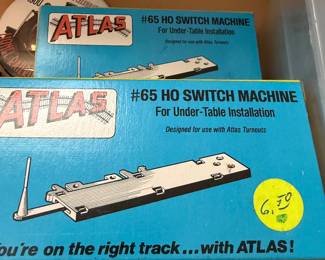 ATLAS
#65 HO SWITCH MACHINE
For Under-Table Installation
Designed for use with Atlas Turnouts
ATLAS
#65 HO SWITCH MACHINE
For Under-Table Installation
Designed for use with Atlas Turnouts
6.50
You're on the right track...with ATLAS!